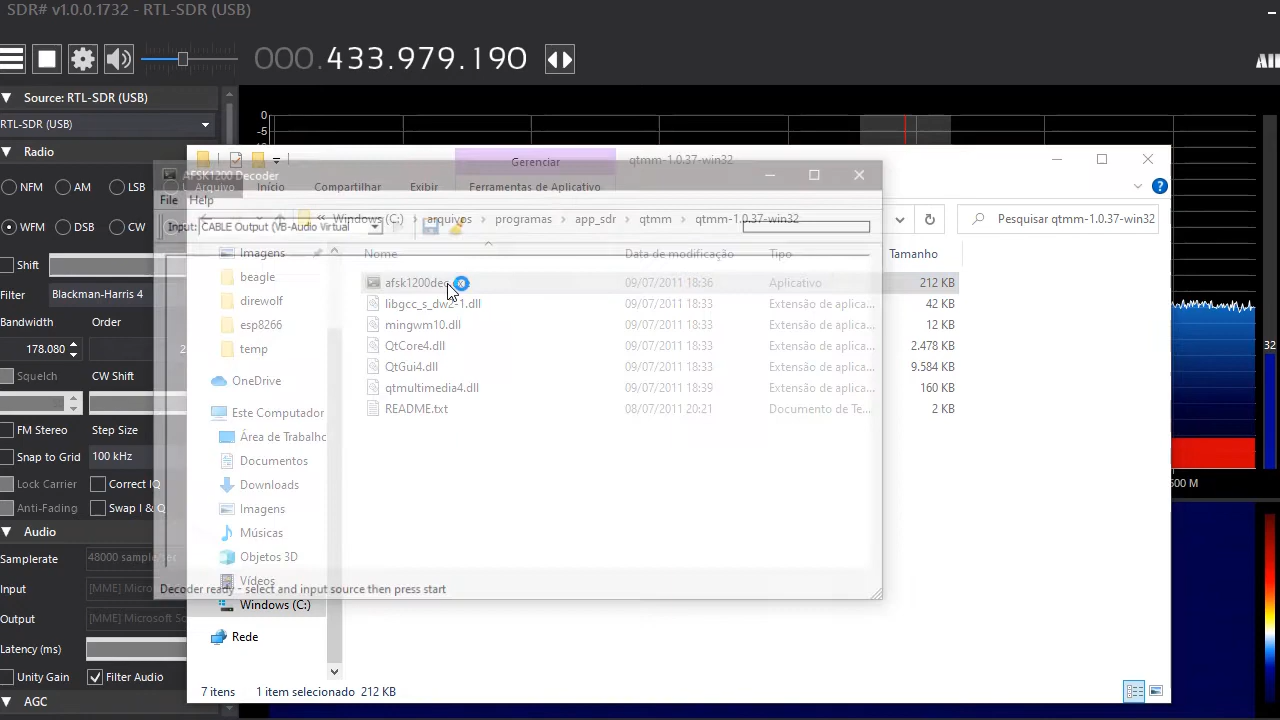 SDR# v1.0.0.1732 - RTL-SDR (USB)
000.433.979.190
Source: RTL-SDR (USB)
RTL-SDR (USB)
Radio
NFM AM LSB
WFM DSB CW
Shift
Filter Blackman-Harris 4
Bandwidth Order
178.080
Squelch CW Shift
FM Stereo Step Size
Snap to Grid 100 kHz
Lock Carrier Correct IQ
Anti-Fading Swap I & Q
Audio
Samplerate 48000 sample/sec
Input [MME] Microsoft
Output [MME] Microsoft So
Latency (ms)
Unity Gain Filter Audio
AGC
0
-5
32
500 M
Gerenciar qtmm-1.0.37-win32
Arquivo Início Compartilhar Exibir Ferramentas de Aplicativo
Windows (C:) arquivos programas app_sdr qtmm qtmm-1.0.37-win32
Pesquisar qtmm-1.0.37-win32
AFSK1200 Decoder
File Help
Input: CABLE Output (VB-Audio Virtual
Decoder ready - select and input source then press start
Imagens
beagle
direwolf
esp8266
temp
OneDrive
Este Computador
Área de Trabalho
Documentos
Downloads
Imagens
Músicas
Objetos 3D
Vídeos
Windows (C:)
Rede
Nome Data de modificação Tipo Tamanho
afsk1200dec 09/07/2011 18:36 Aplicativo 212 KB
libgcc_s_dw2-1.dll 09/07/2011 18:33 Extensão de aplica... 42 KB
mingwm10.dll 09/07/2011 18:33 Extensão de aplica... 12 KB
QtCore4.dll 09/07/2011 18:33 Extensão de aplica... 2.478 KB
QtGui4.dll 09/07/2011 18:33 Extensão de aplica... 9.584 KB
qtmultimedia4.dll 09/07/2011 18:39 Extensão de aplica... 160 KB
README.txt 08/07/2011 20:21 Documento de Te... 2 KB
7 itens 1 item selecionado 212 KB